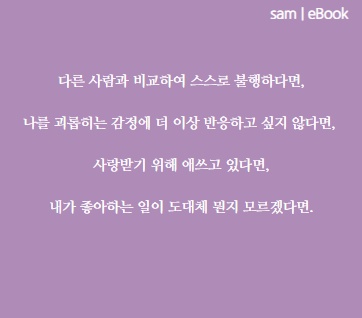 sam | eBook
다른 사람과 비교하여 스스로 불행하다면,
나를 괴롭히는 감정에 더 이상 반응하고 싶지 않다면,
사랑받기 위해 애쓰고 있다면,
내가 좋아하는 일이 도대체 뭔지 모르겠다면.